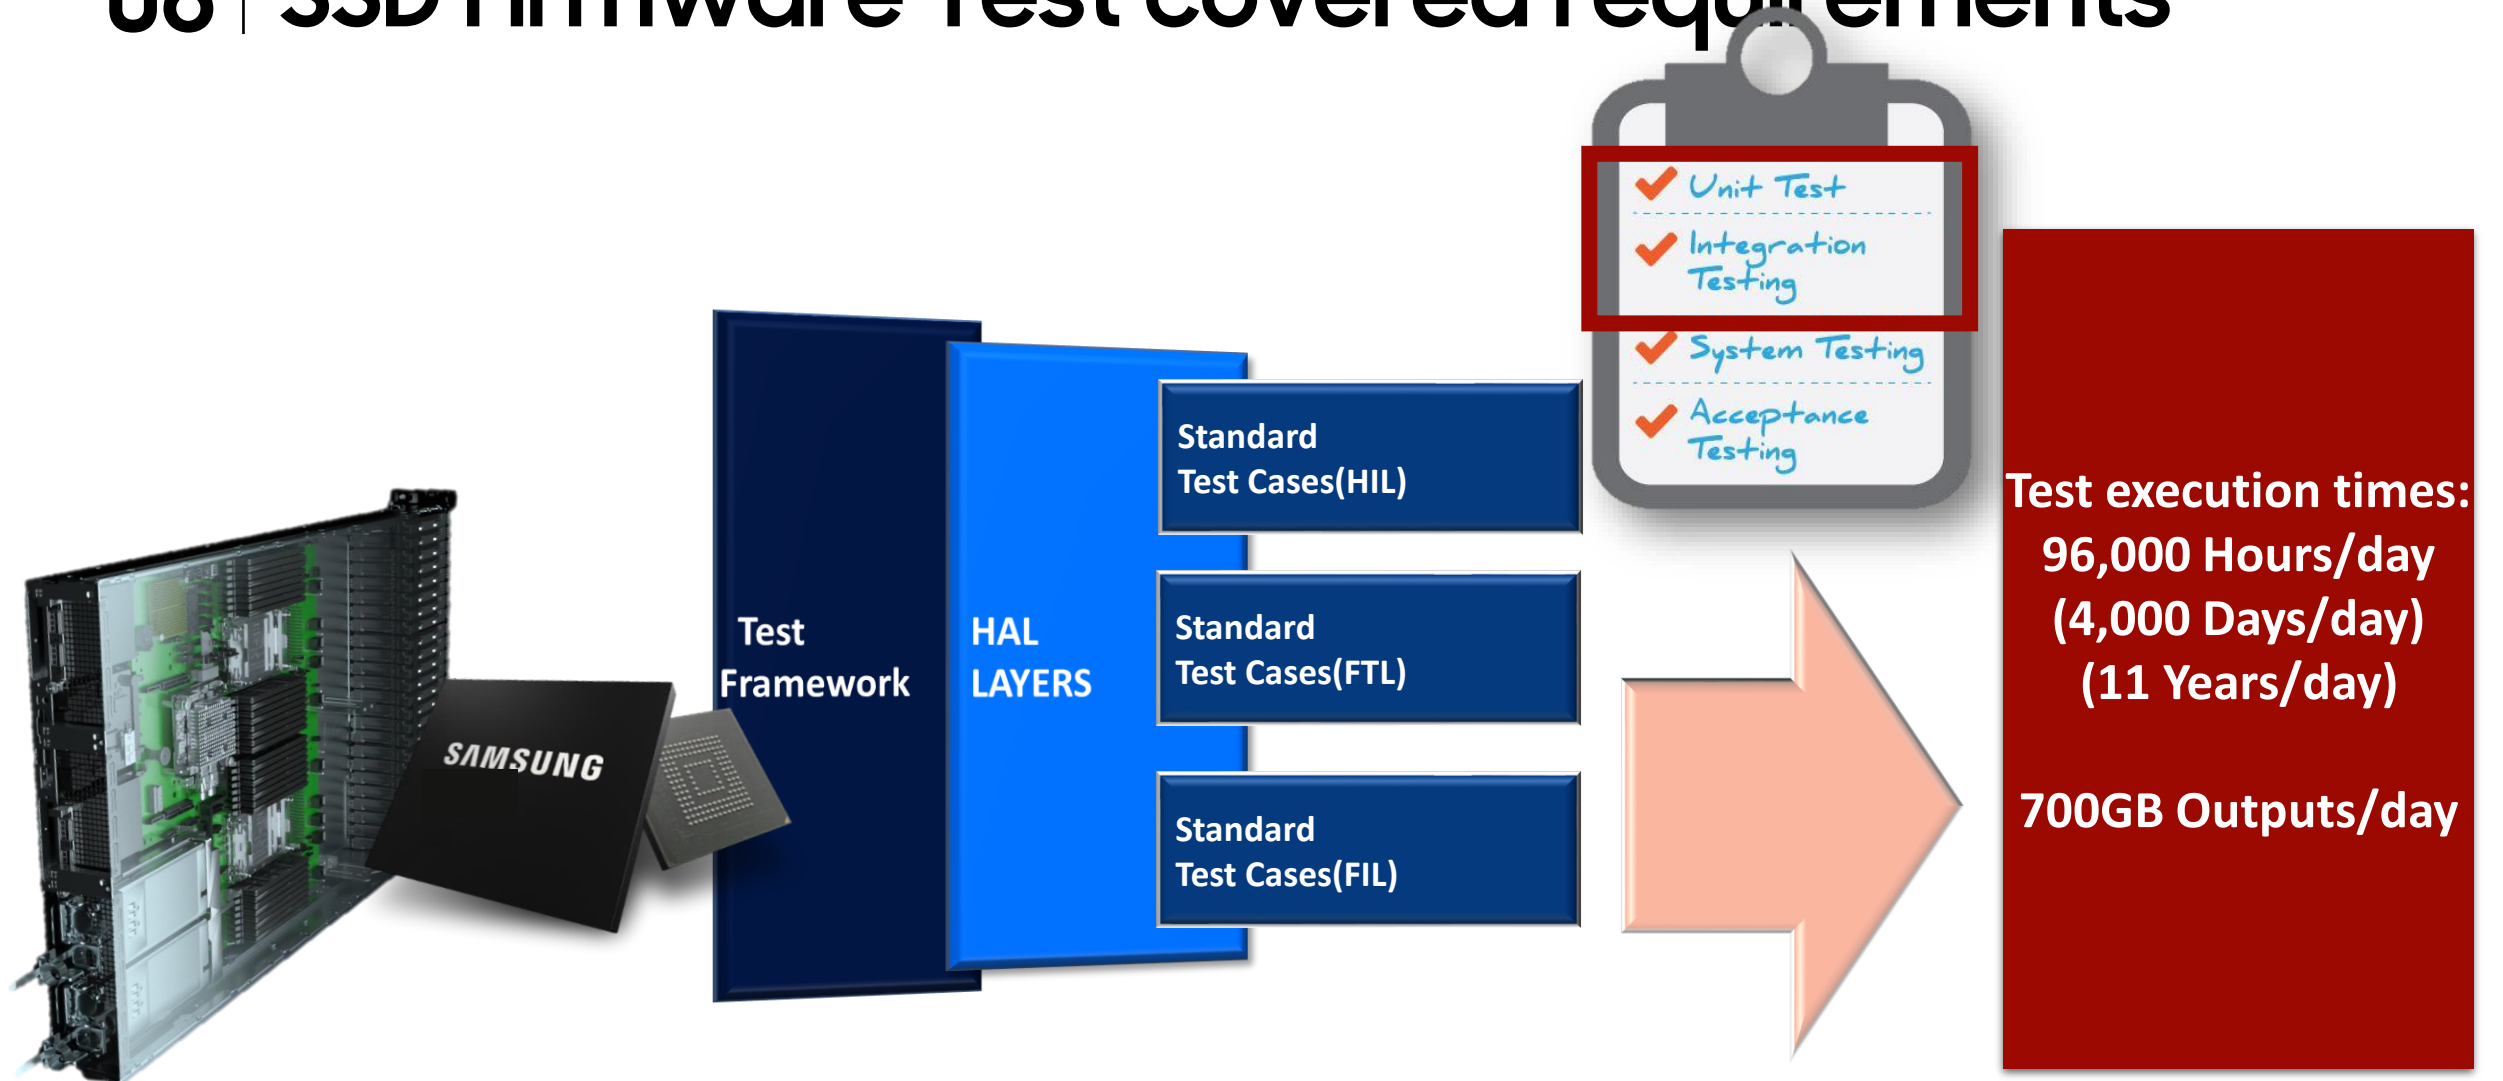 06 SSD Firmware Test covered requirements
Unit Test
Integration
Testing
System Testing
Acceptance
Testing
Standard
Test Cases(HIL)
Test execution times:
96,000 Hours/day
(4,000 Days/day)
(11 Years/day)
700GB Outputs/day
Test
Framework
HAL
LAYERS
Standard
Test Cases(FTL)
SAMSUNG
Standard
Test Cases(FIL)